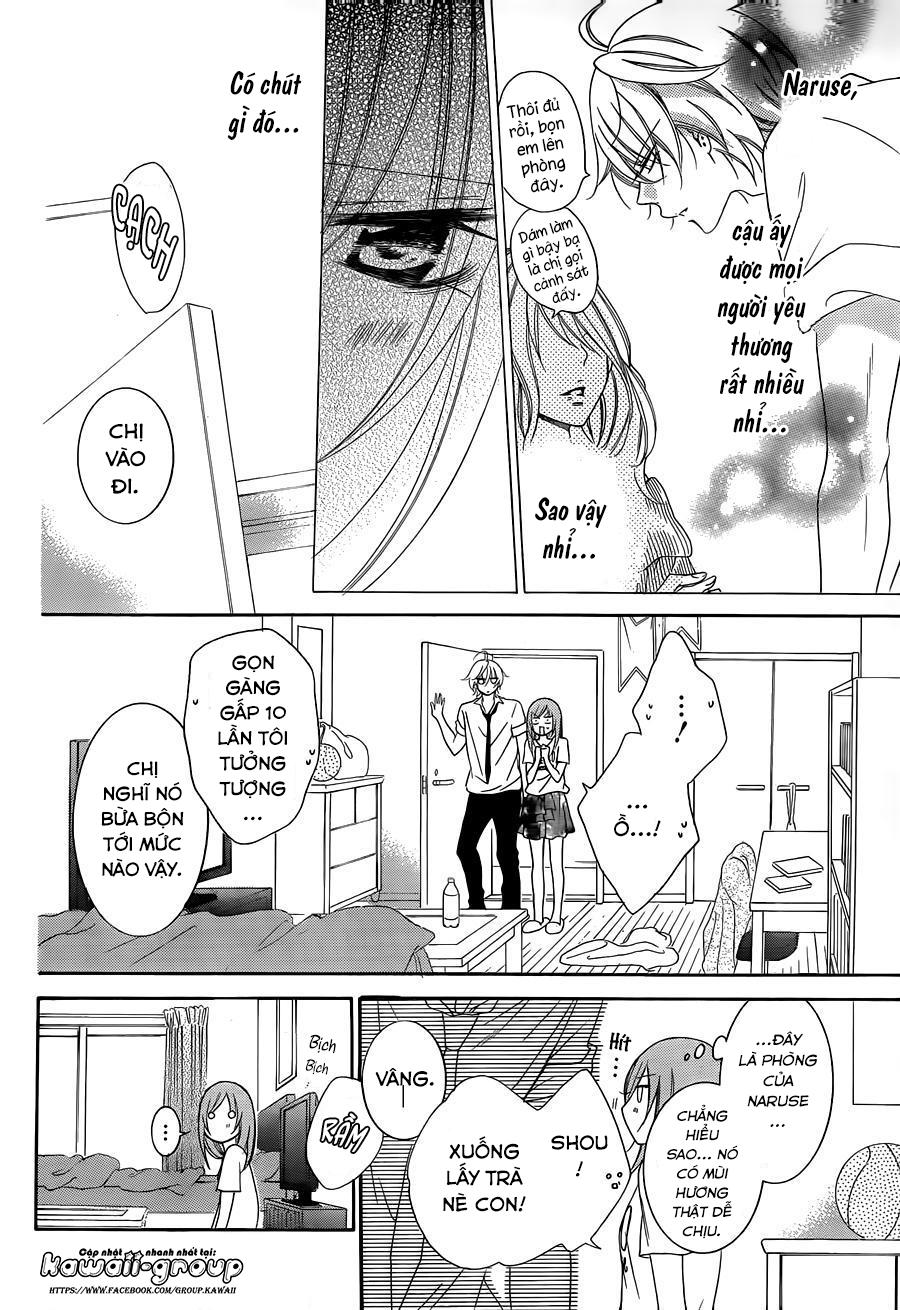 Naruse,
cậu ấy
được mọi
người yêu
thương
rất nhiều
nhỉ...
Thôi đủ
rồi, bọn
em lên
phòng
đây.
Dám làm
gì bậy bạ
là chị gọi
cảnh sát
đấy.
Sao vậy
nhỉ...
Có chút
gì đó...
CẠCH
CHỊ
VÀO
ĐI.
...!
Ồ....!
GỌN
GÀNG
GẤP 10
LẦN TÔI
TƯỞNG
TƯỢNG
...
CHỊ
NGHĨ NÓ
BỪA BỘN
TỚI MỨC
NÀO VẬY.
...ĐÂY
LÀ PHÒNG
CỦA
NARUSE
...
CHẲNG
HIỂU
SAO... NÓ
CÓ MÙI
HƯƠNG
THẬT DỄ
CHỊU.
Hít
...
SHOU
!
XUỐNG
LẤY TRÀ
NÈ CON!
VÂNG.
Bịch
Bịch
RẦM
...
Cập nhật nhanh nhất tại:
kawaii-group
HTTPS://WWW.FACEBOOK.COM/GROUP.KAWAII